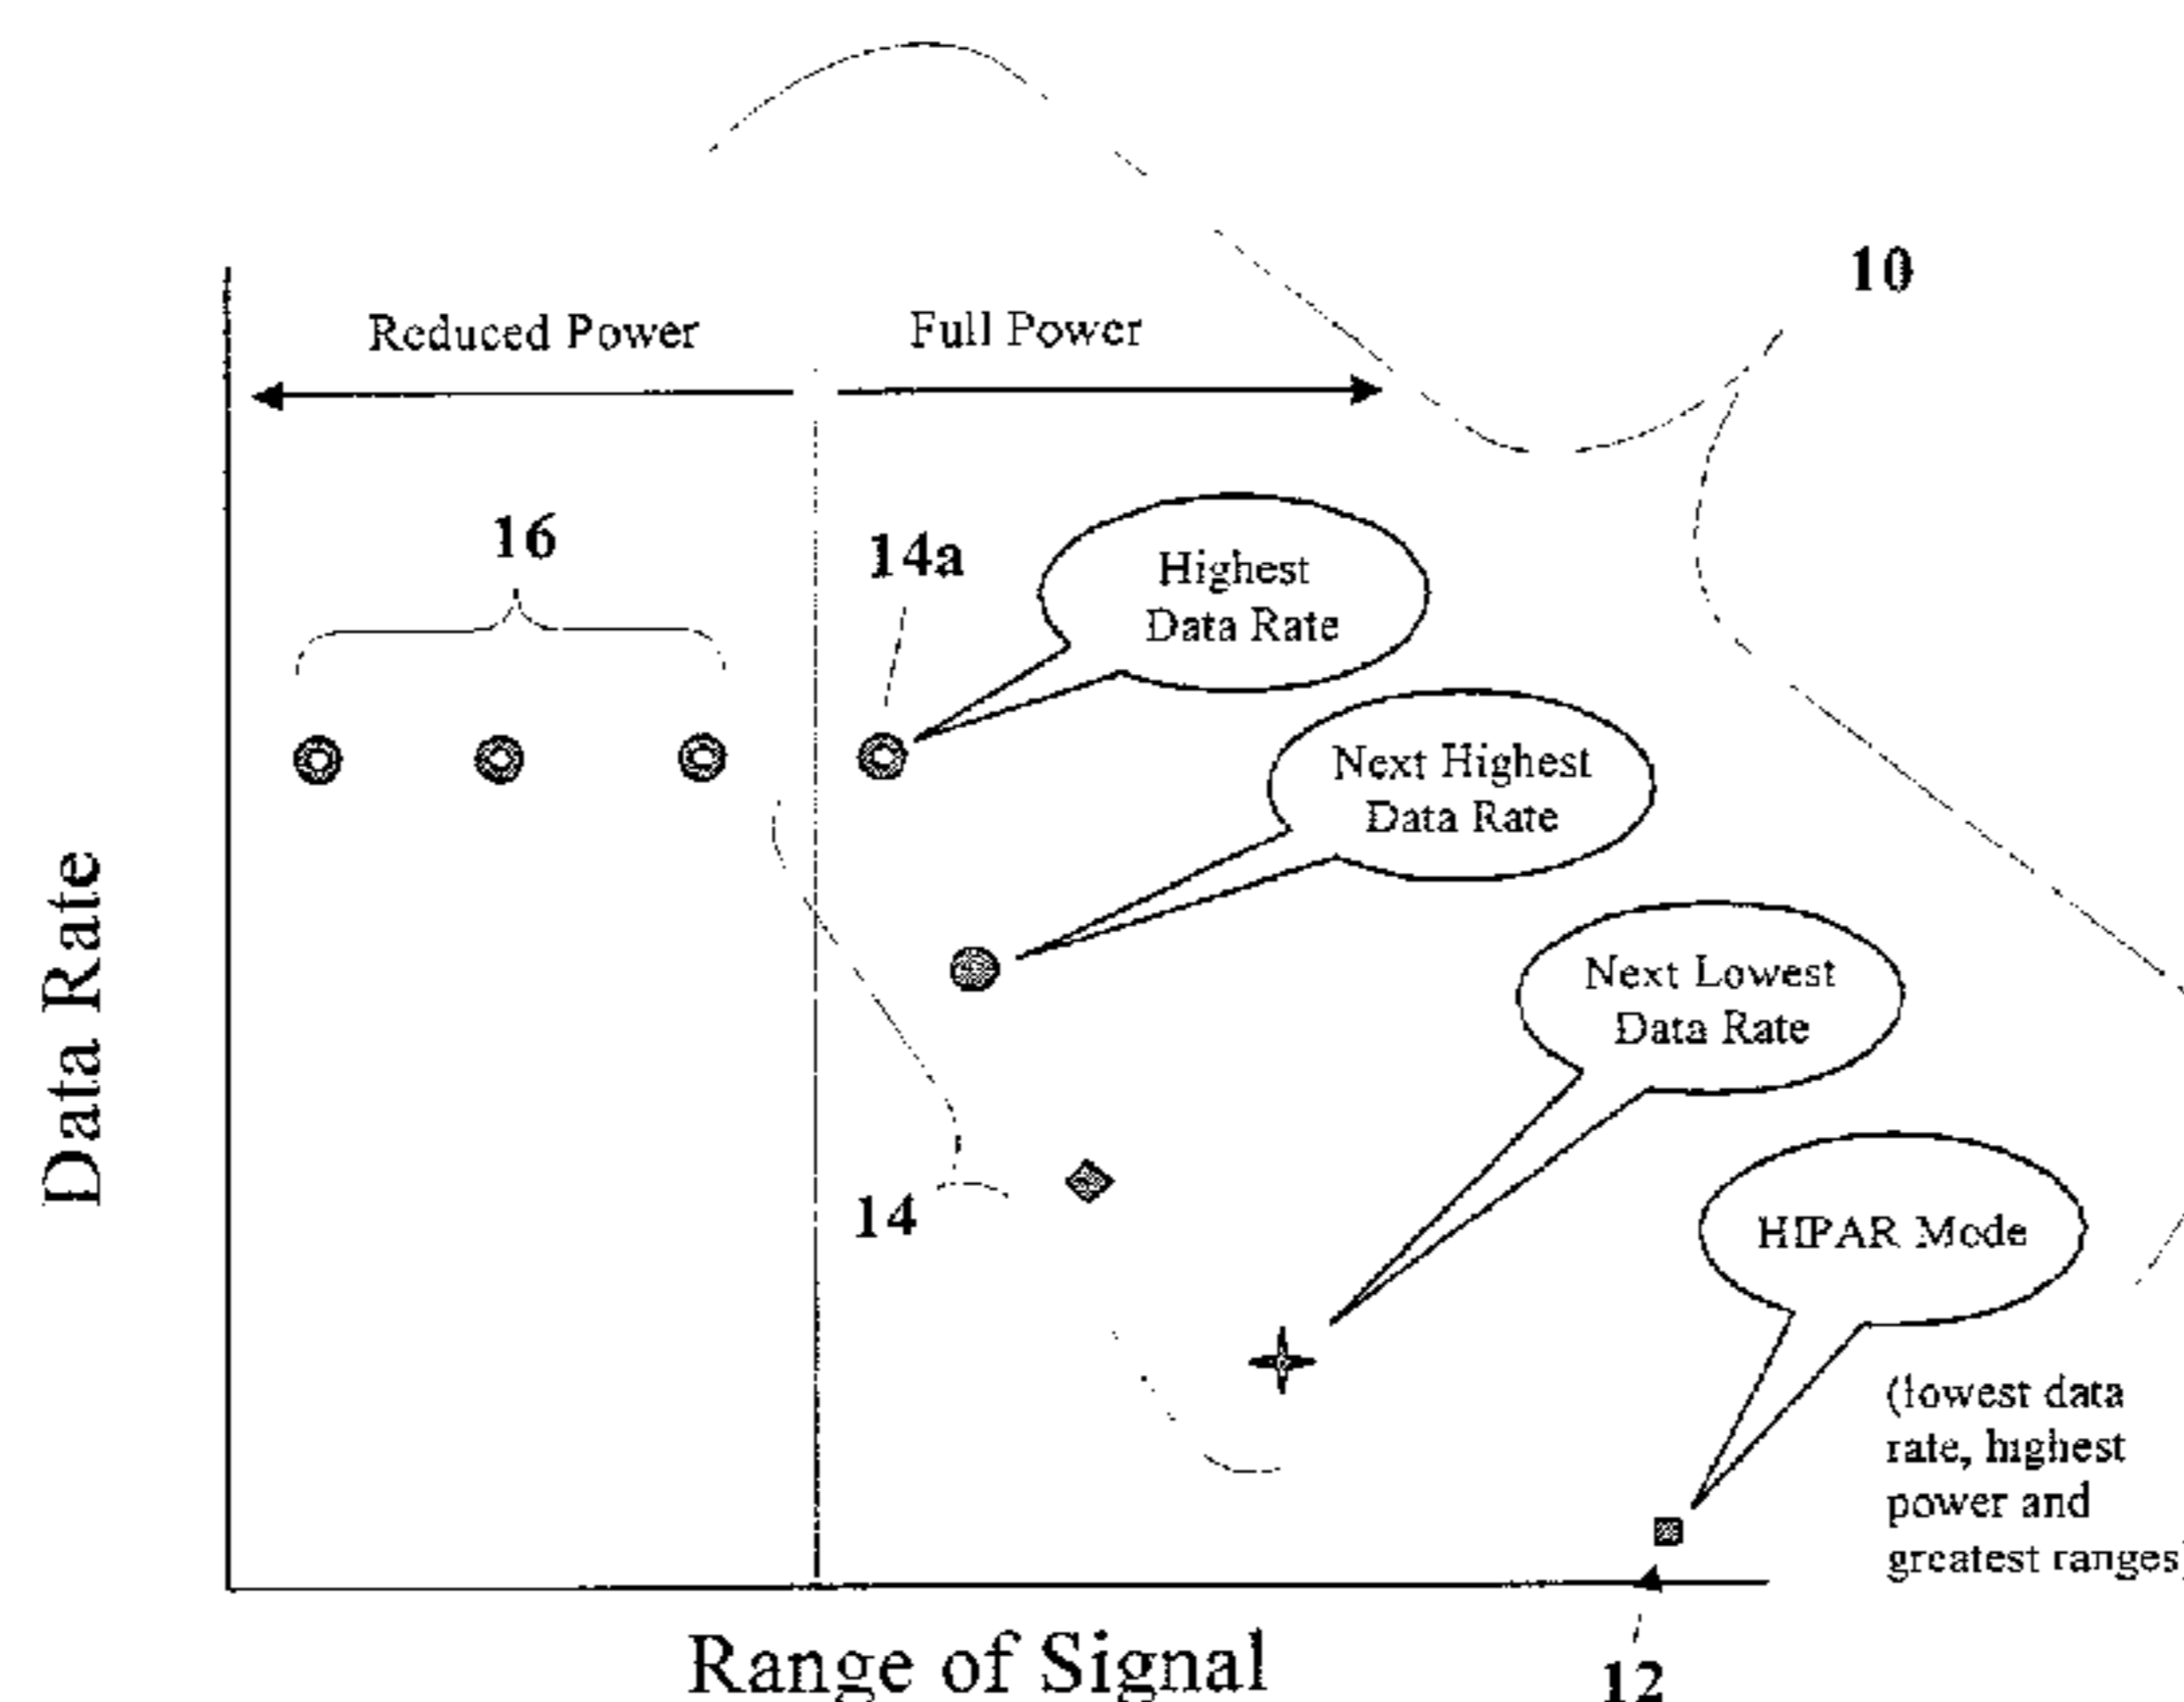 10
Reduced Power
Full Power
16
14a
Highest
Data Rate
Next Highest
Data Rate
Next Lowest
Data Rate
14
HIPAR Mode
(lowest data
rate, highest
power and
greatest ranges)
Data Rate
Range of Signal
12